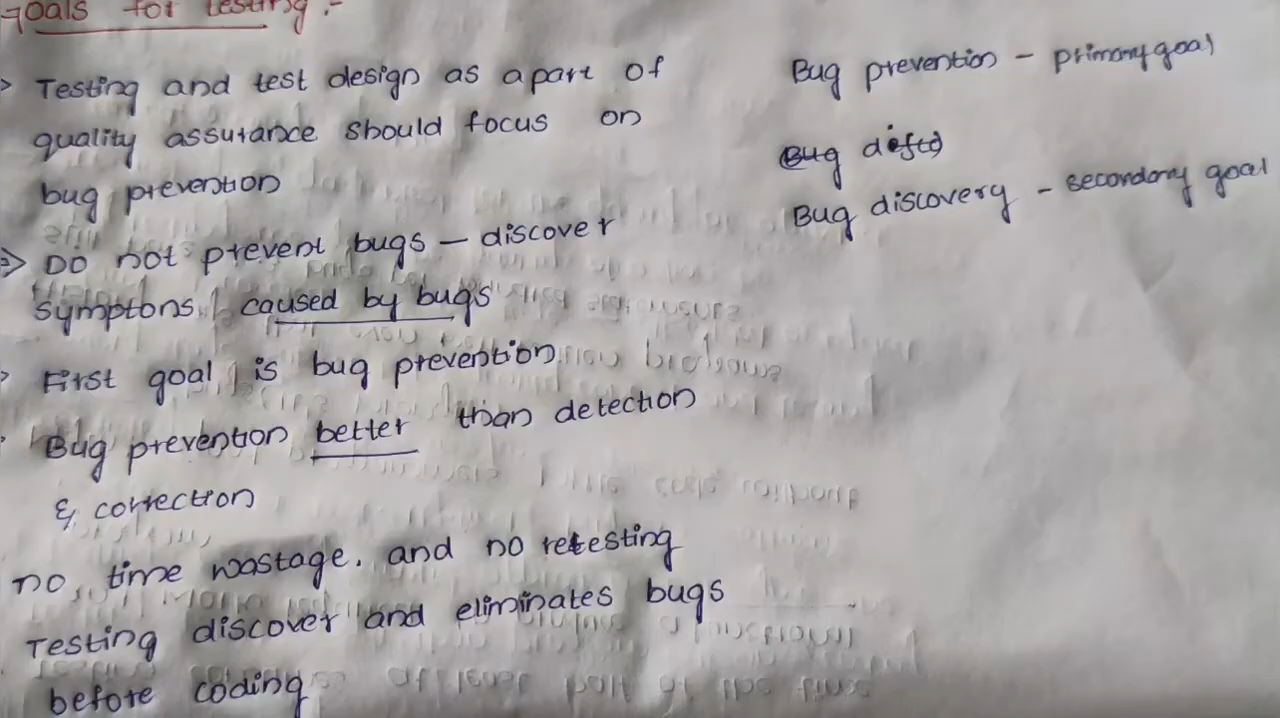 goals for testing :-
> Testing and test design as a part of
quality assurance should focus on
bug prevention
=> Do not prevent bugs - discover
symptons caused by bugs
> First goal is bug prevention
Bug prevention better than detection
& correction
no time wastage. and no retesting
Testing discover and eliminates bugs
before coding
Bug prevention - primary goal
Bug
Bug discovery - secondary goal